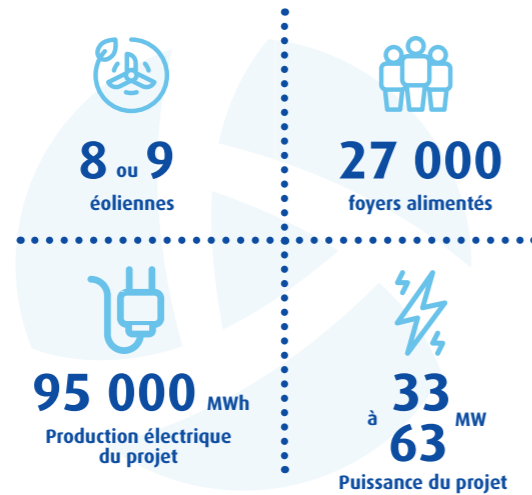 8 ou 9
éoliennes
27 000
foyers alimentés
95 000 MWh
Production électrique
du projet
33
à MW
63
Puissance du projet